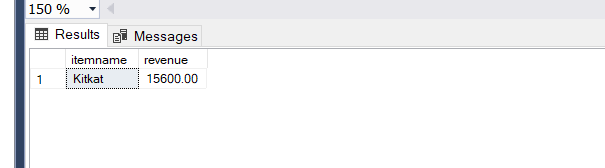 150 %
Results Messages
itemname revenue
1 Kitkat 15600.00